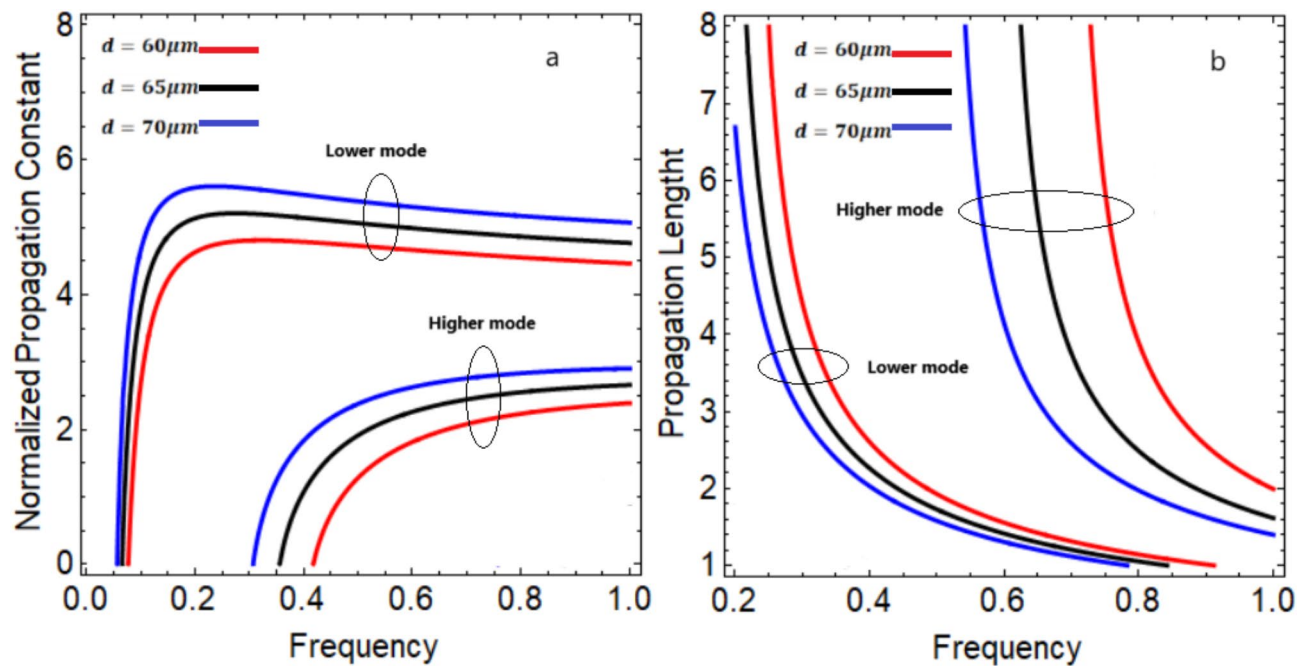 a
d = 60μm
d = 65μm
d = 70μm
Lower mode
Higher mode
Normalized Propagation Constant
8
6
4
2
0
0.0 0.2 0.4 0.6 0.8 1.0
Frequency
b
d = 60μm
d = 65μm
d = 70μm
Higher mode
Lower mode
Propagation Length
8
7
6
5
4
3
2
1
0.2 0.4 0.6 0.8 1.0
Frequency